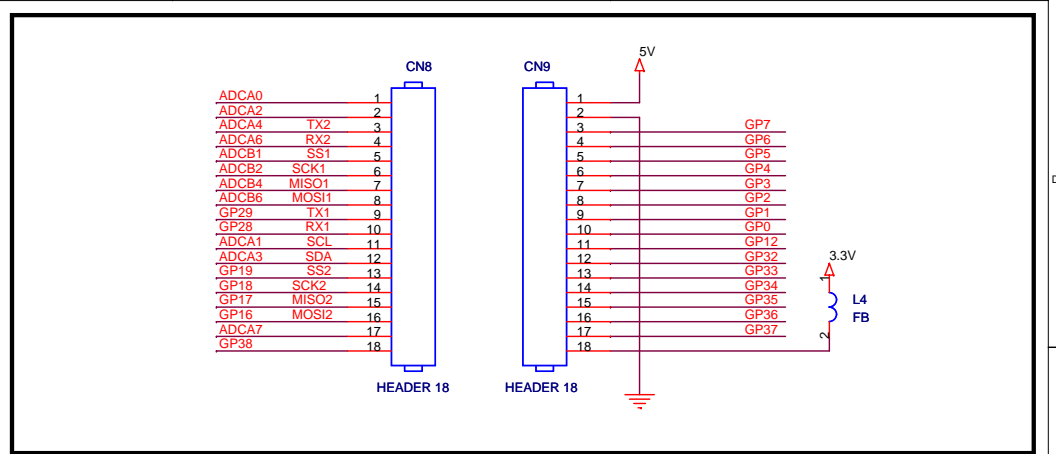 5V
CN8 CN9
ADCA0 1 1
ADCA2 2 2
ADCA4 TX2 3 3 GP7
ADCA6 RX2 4 4 GP6
ADCB1 SS1 5 5 GP5
ADCB2 SCK1 6 6 GP4
ADCB4 MISO1 7 7 GP3
ADCB6 MOSI1 8 8 GP2
GP29 TX1 9 9 GP1
GP28 RX1 10 10 GP0
ADCA1 SCL 11 11 GP12
ADCA3 SDA 12 12 GP32
3.3V
GP19 SS2 13 13 GP33
1
GP18 SCK2 14 14 GP34
GP17 MISO2 15 15 GP35
L4
GP16 MOSI2 16 16 GP36
FB
ADCA7 17 17 GP37
2
GP38 18 18
HEADER 18 HEADER 18